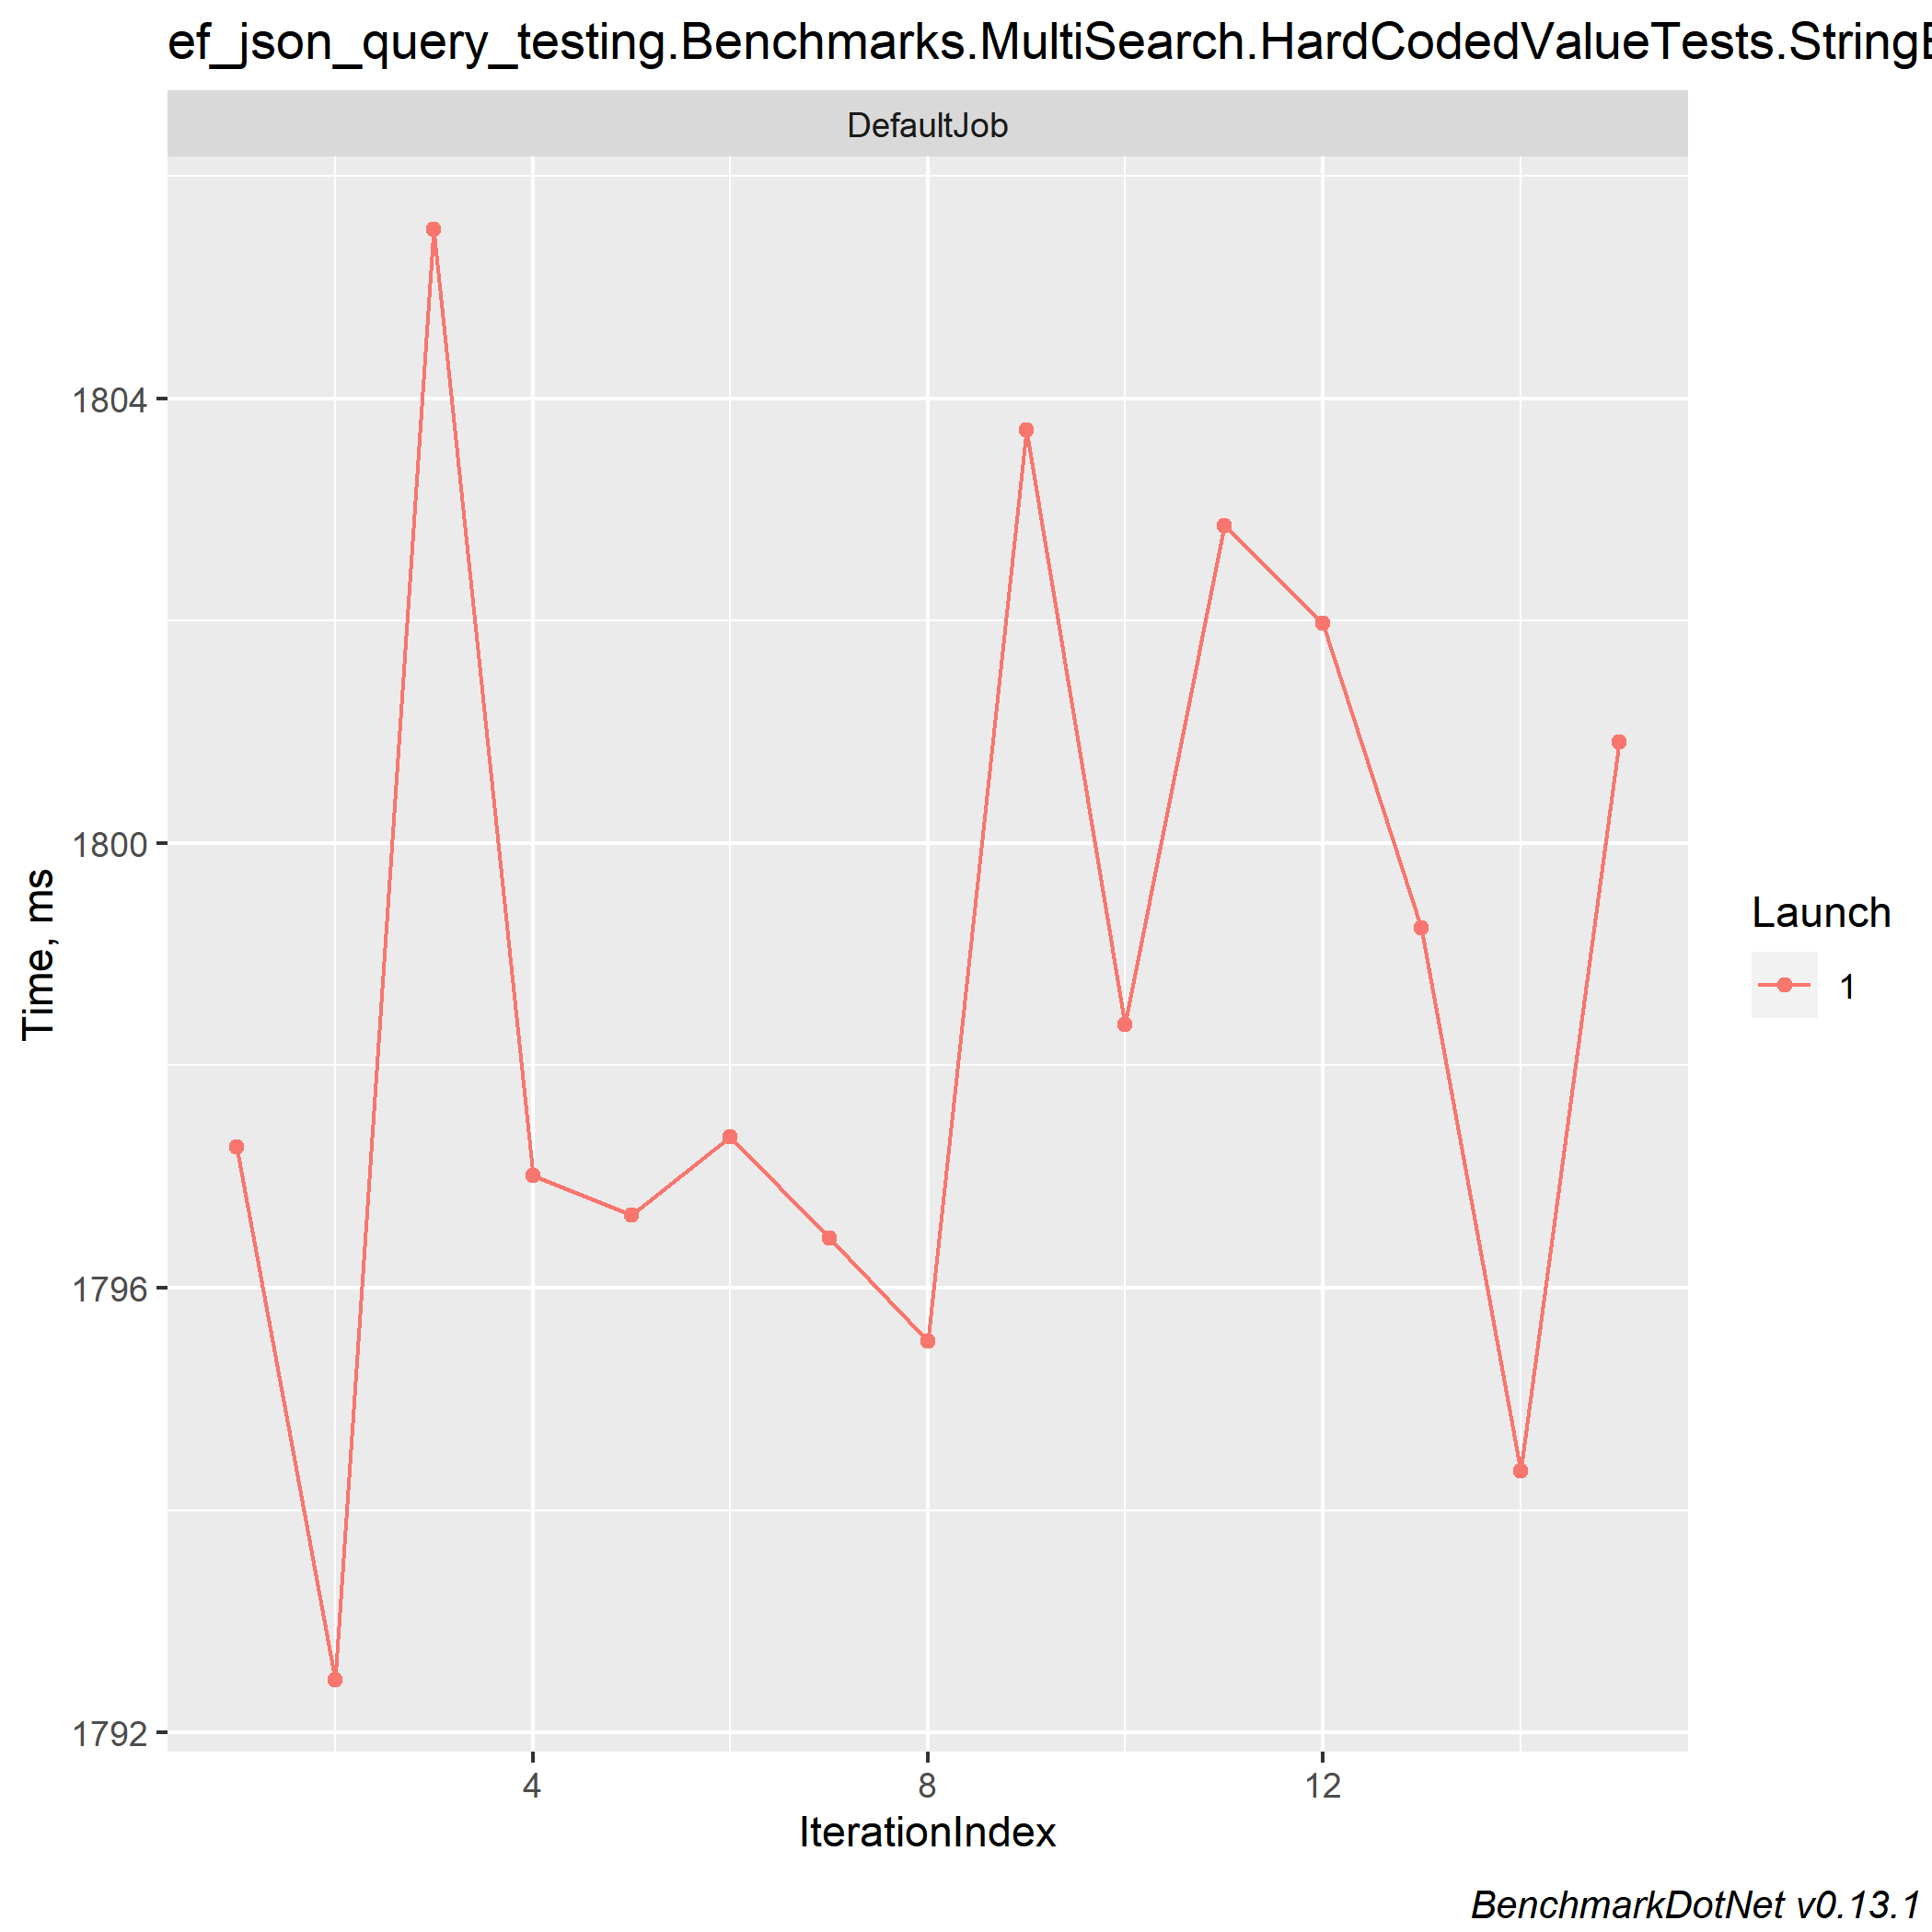 ef_json_query_testing.Benchmarks.MultiSearch.HardCodedValueTests.String
DefaultJob
1804
1800
1796
1792
Time, ms
4 8 12
IterationIndex
Launch
1
BenchmarkDotNet v0.13.1